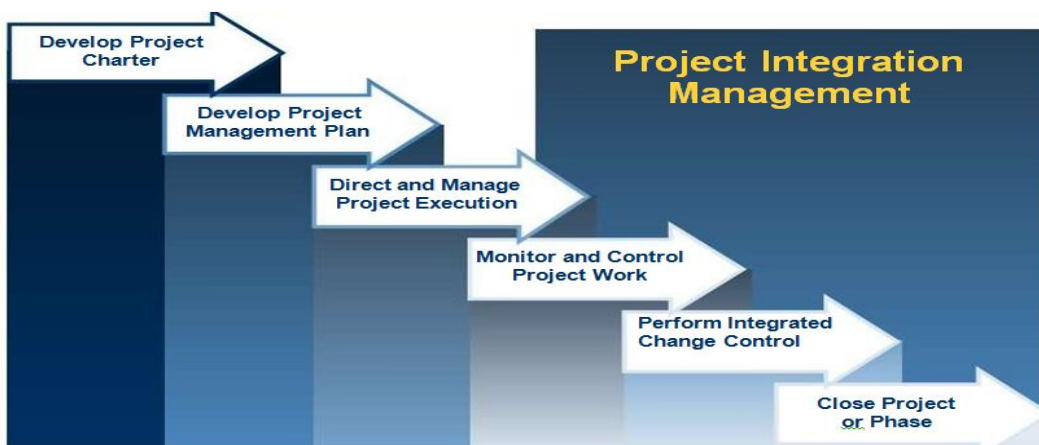 Develop Project
Charter
Project Integration
Management
Develop Project
Management Plan
Direct and Manage
Project Execution
Monitor and Control
Project Work
Perform Integrated
Change Control
Close Project
or Phase